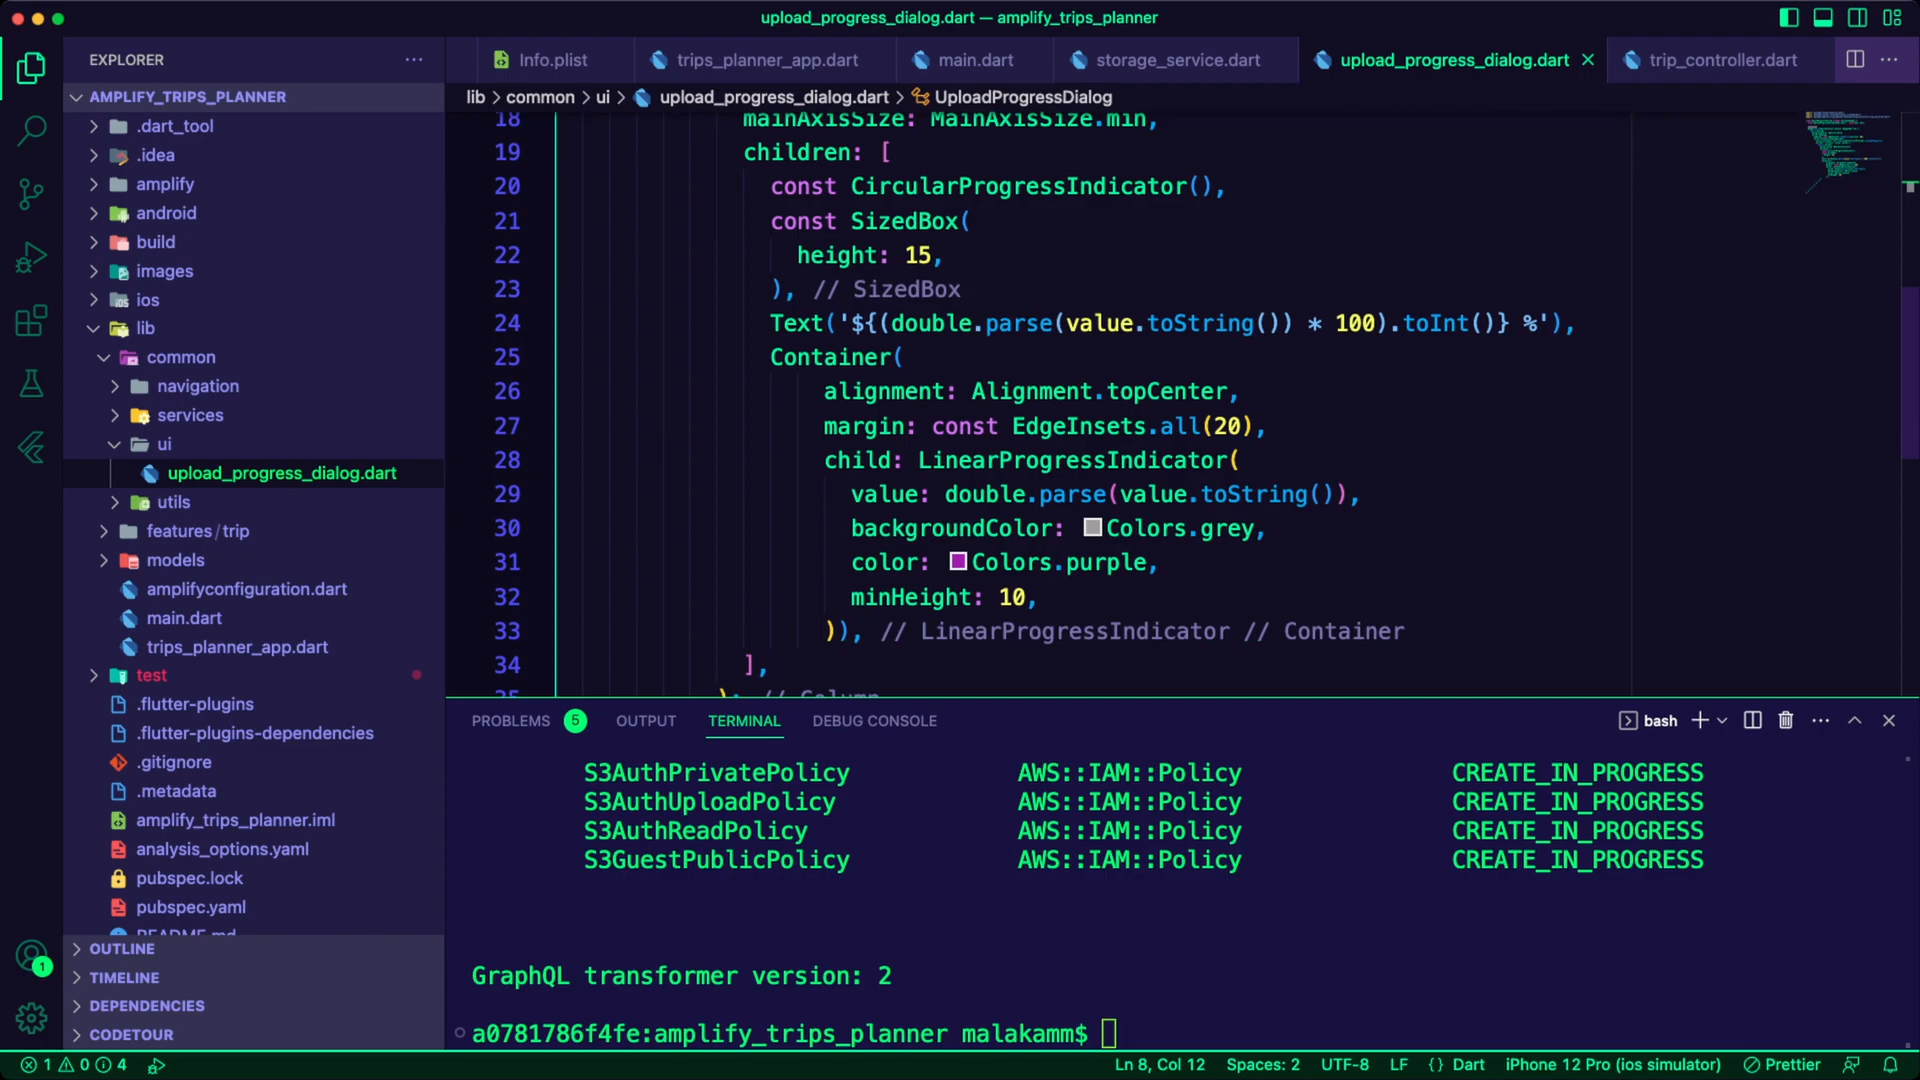 upload_progress_dialog.dart — amplify_trips_planner
EXPLORER
Info.plist
trips_planner_app.dart
main.dart
storage_service.dart
upload_progress_dialog.dart
trip_controller.dart
AMPLIFY_TRIPS_PLANNER
.dart_tool
.idea
amplify
android
build
images
ios
lib
common
navigation
services
ui
upload_progress_dialog.dart
utils
features/trip
models
amplifyconfiguration.dart
main.dart
trips_planner_app.dart
test
.flutter-plugins
.flutter-plugins-dependencies
.gitignore
.metadata
amplify_trips_planner.iml
analysis_options.yaml
pubspec.lock
pubspec.yaml
README.md
OUTLINE
TIMELINE
DEPENDENCIES
CODETOUR
lib > common > ui > upload_progress_dialog.dart > UploadProgressDialog
18 mainAxisSize: MainAxisSize.min,
19 children: [
20 const CircularProgressIndicator(),
21 const SizedBox(
22 height: 15,
23 ), // SizedBox
24 Text('${(double.parse(value.toString()) * 100).toInt()} %'),
25 Container(
26 alignment: Alignment.topCenter,
27 margin: const EdgeInsets.all(20),
28 child: LinearProgressIndicator(
29 value: double.parse(value.toString()),
30 backgroundColor: Colors.grey,
31 color: Colors.purple,
32 minHeight: 10,
33 )), // LinearProgressIndicator // Container
34 ],
35 ); // Column
PROBLEMS 5 OUTPUT TERMINAL DEBUG CONSOLE
bash
S3AuthPrivatePolicy AWS::IAM::Policy CREATE_IN_PROGRESS
S3AuthUploadPolicy AWS::IAM::Policy CREATE_IN_PROGRESS
S3AuthReadPolicy AWS::IAM::Policy CREATE_IN_PROGRESS
S3GuestPublicPolicy AWS::IAM::Policy CREATE_IN_PROGRESS
GraphQL transformer version: 2
a0781786f4fe:amplify_trips_planner malakamm$
1
1 0 4
Ln 8, Col 12 Spaces: 2 UTF-8 LF {} Dart iPhone 12 Pro (ios simulator) Prettier